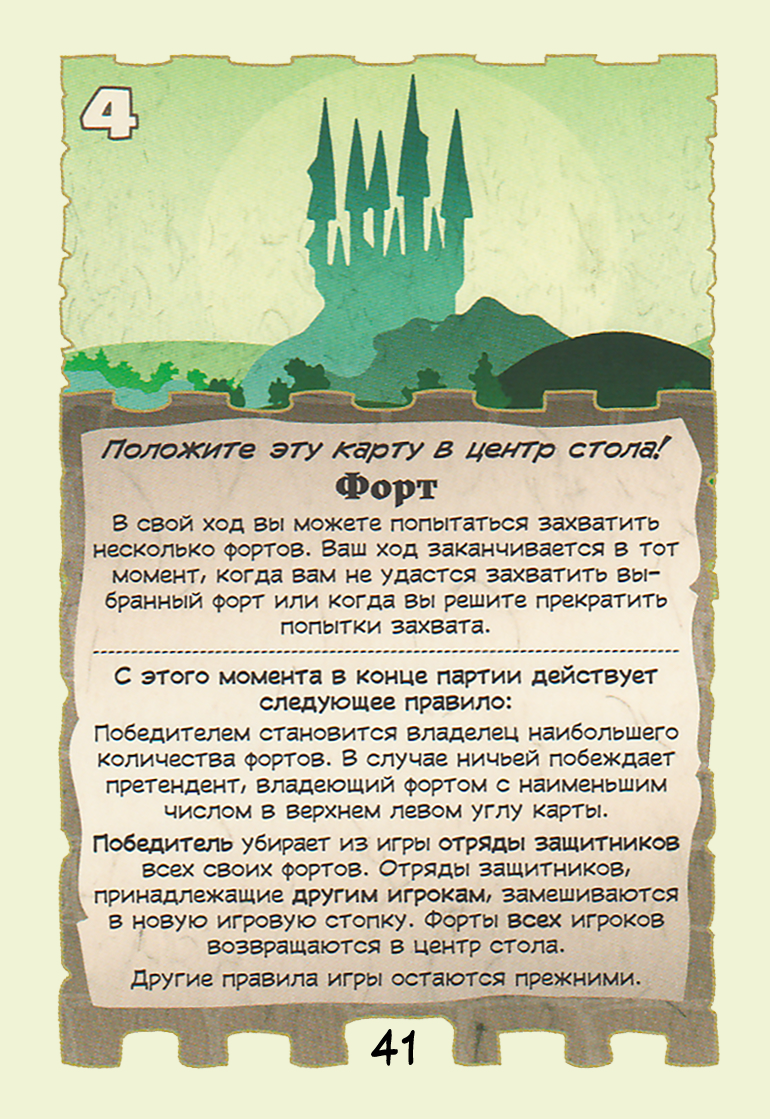 4
Положите эту карту в центр стола!
Форт
В свой ход вы можете попытаться захватить
несколько фортов. Ваш ход заканчивается в тот
момент, когда вам не удастся захватить вы-
бранный форт или когда вы решите прекратить
попытки захвата.
С этого момента в конце партии действует
следующее правило:
Победителем становится владелец наибольшего
количества фортов. В случае ничьей побеждает
претендент, владеющий фортом с наименьшим
числом в верхнем левом углу карты.
Победитель убирает из игры отряды защитников
всех своих фортов. Отряды защитников,
принадлежащие другим игрокам, замешиваются
в новую игровую стопку. Форты всех игроков
возвращаются в центр стола.
Другие правила игры остаются прежними.
41